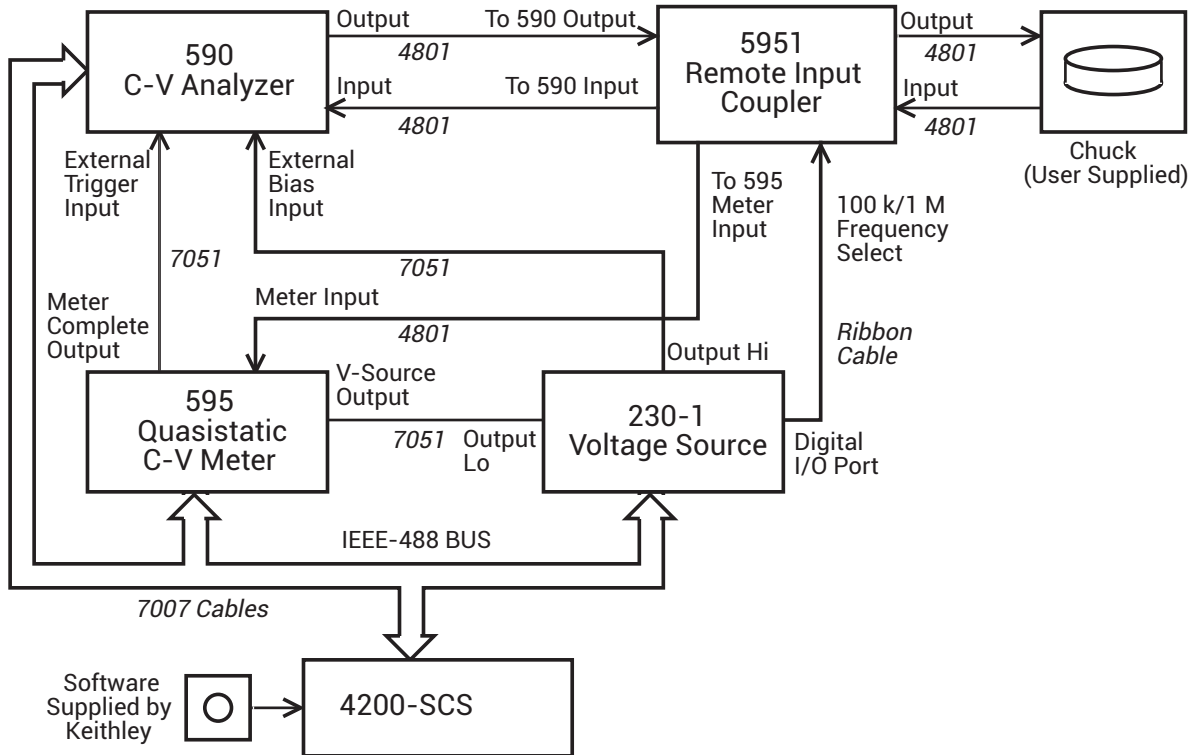 590
C-V Analyzer
Output
4801
To 590 Output
Input
4801
To 590 Input
5951
Remote Input
Coupler
Output
4801
Input
4801
Chuck
(User Supplied)
External
Trigger
Input
External
Bias
Input
To 595
Meter
Input
100 k/1 M
Frequency
Select
7051
7051
Meter Input
4801
Meter
Complete
Output
Output Hi
Ribbon
Cable
595
Quasistatic
C-V Meter
V-Source
Output
7051
Output
Lo
230-1
Voltage Source
Digital
I/O Port
IEEE-488 BUS
7007 Cables
Software
Supplied by
Keithley
4200-SCS